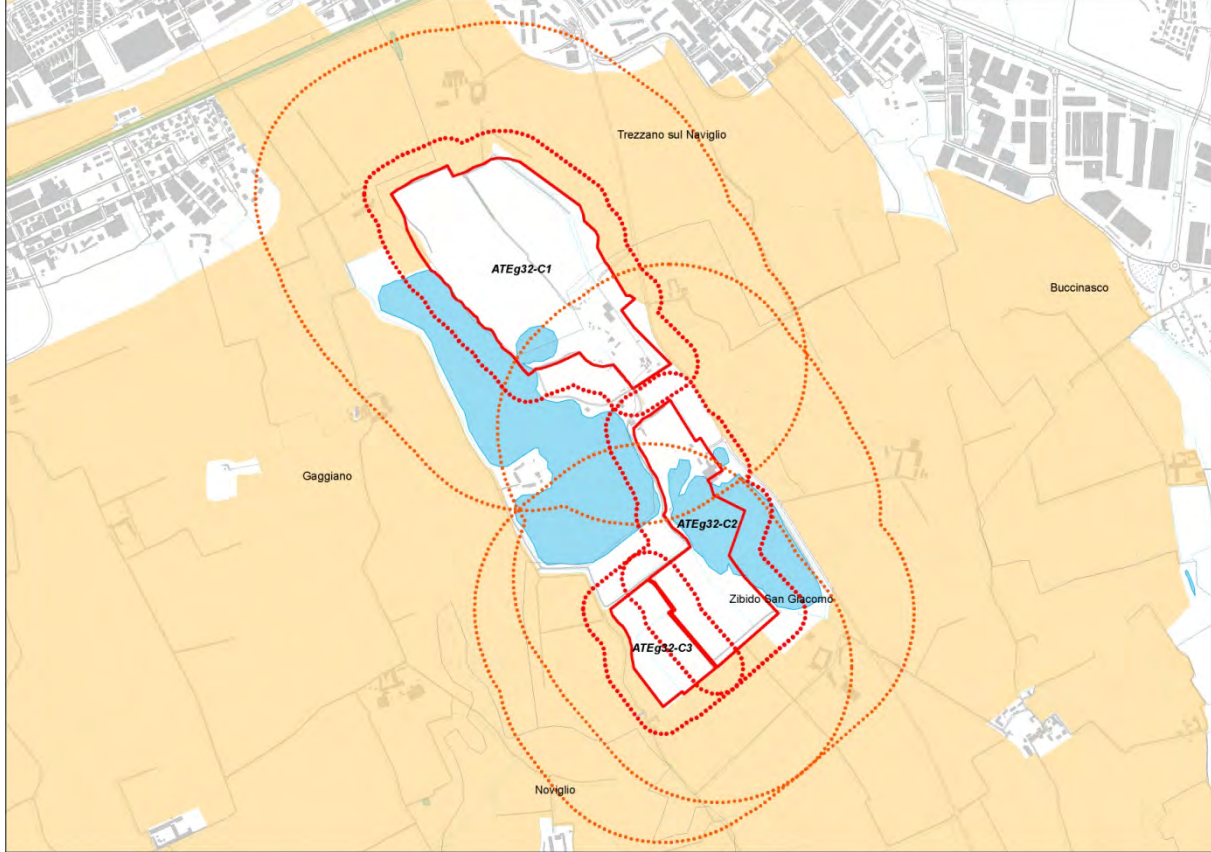 Trezzano sul Naviglio
ATEg32-C1
Buccinasco
Gaggiano
ATEg32-C2
Zibido San Giacomo
ATEg32-C3
Noviglio